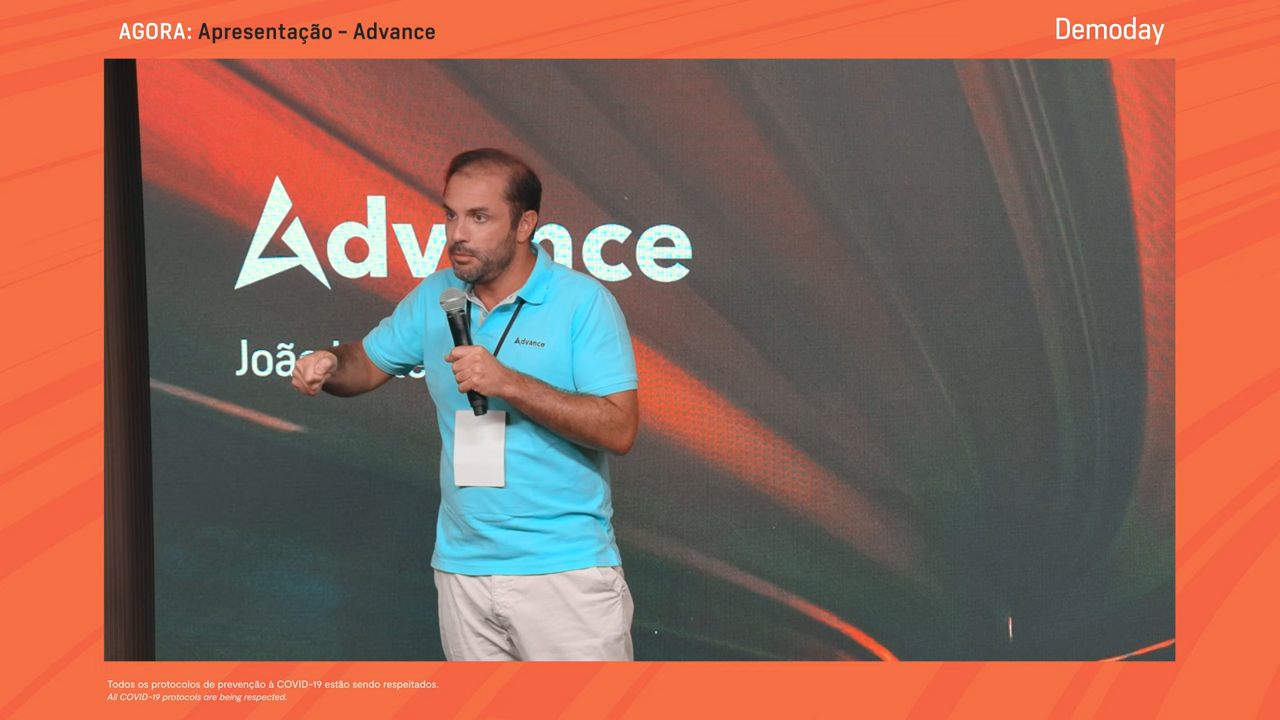 AGORA: Apresentação - Advance
Demoday
Advance
Advance
Todos os protocolos de prevenção à COVID-19 estão sendo respeitados.
All COVID-19 protocols are being respected.